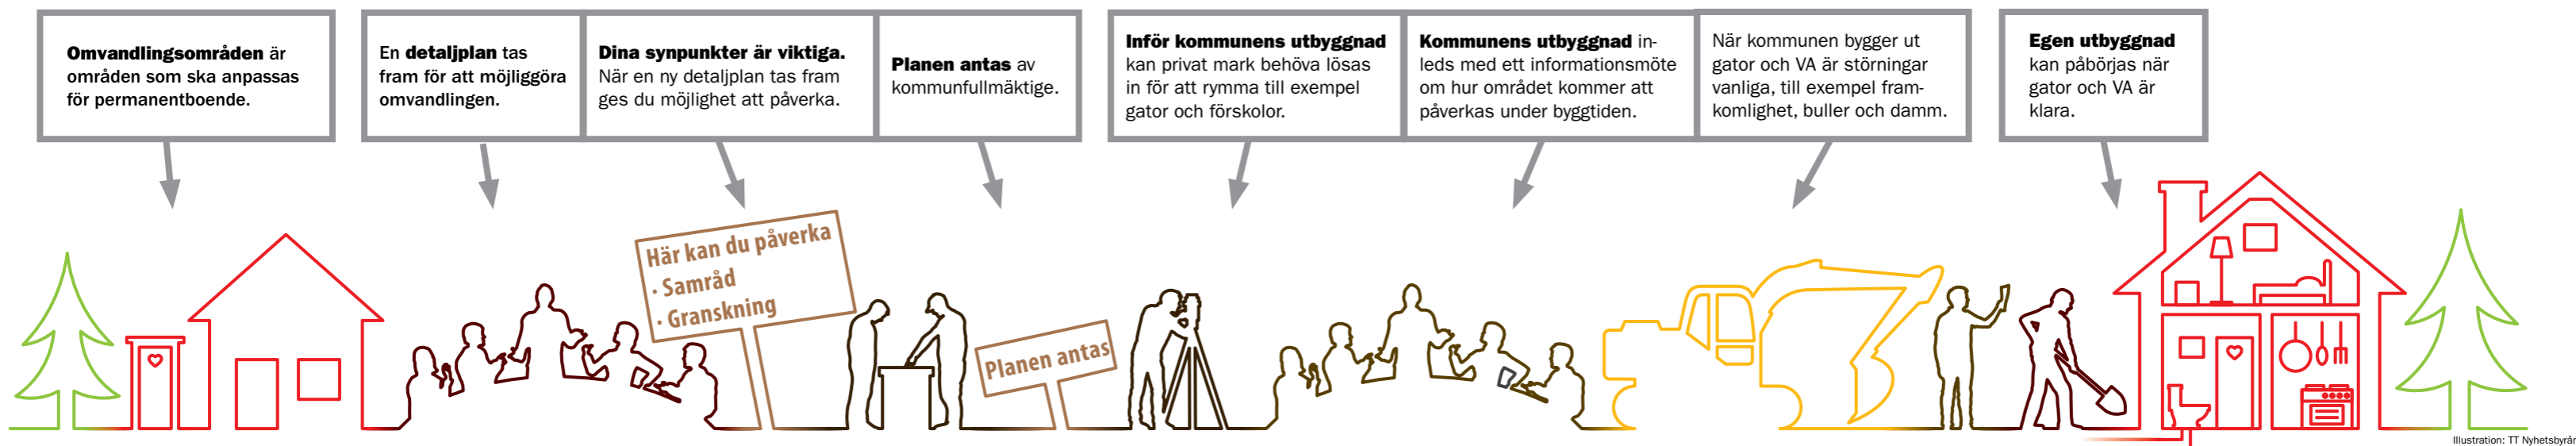 Omvandlingsområden är
områden som ska anpassas
för permanentboende.
En detaljplan tas
fram för att möjliggöra
omvandlingen.
Dina synpunkter är viktiga.
När en ny detaljplan tas fram
ges du möjlighet att påverka.
Planen antas av
kommunfullmäktige.
Inför kommunens utbyggnad
kan privat mark behöva lösas
in för att rymma till exempel
gator och förskolor.
Kommunens utbyggnad in-
leds med ett informationsmöte
om hur området kommer att
påverkas under byggtiden.
När kommunen bygger ut
gator och VA är störningar
vanliga, till exempel fram-
komlighet, buller och damm.
Egen utbyggnad
kan påbörjas när
gator och VA är
klara.
Här kan du påverka
· Samråd
· Granskning
Planen antas
Illustration: TT Nyhetsbyrån